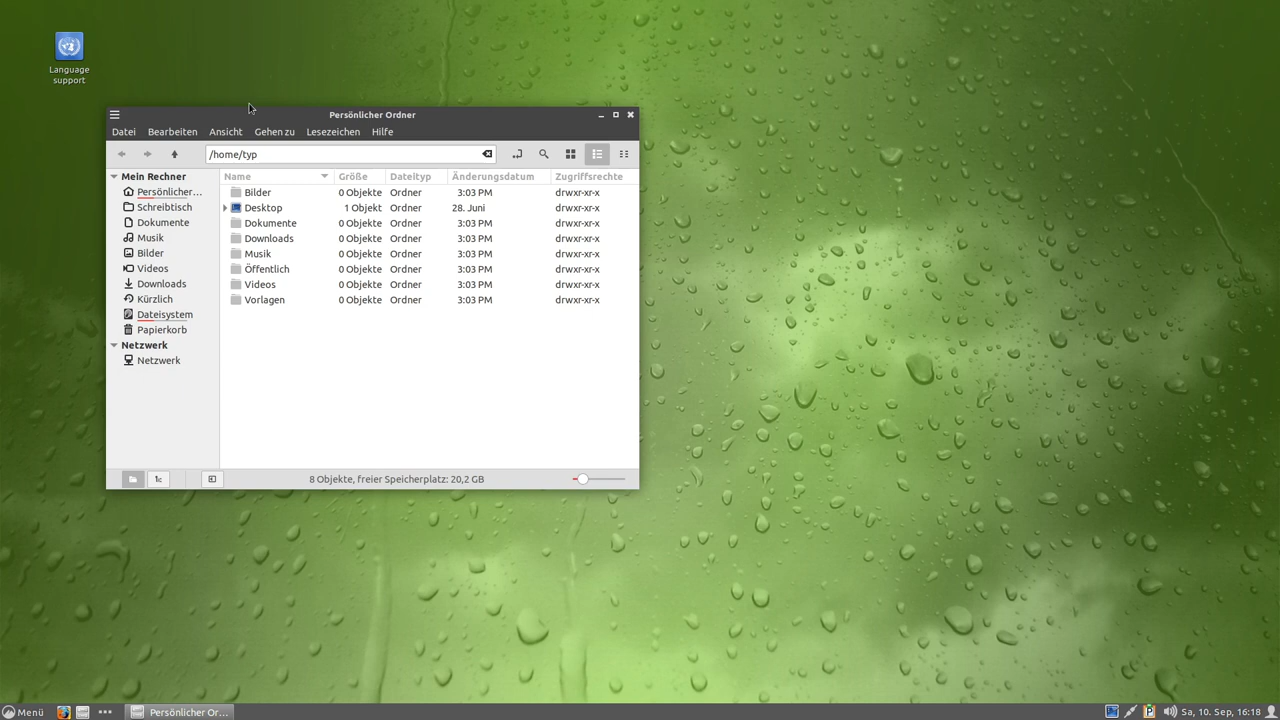 Language
support
Persönlicher Ordner
Datei Bearbeiten Ansicht Gehen zu Lesezeichen Hilfe
/home/typ
Mein Rechner
Persönlicher...
Schreibtisch
Dokumente
Musik
Bilder
Videos
Downloads
Kürzlich
Dateisystem
Papierkorb
Netzwerk
Netzwerk
Name Größe Dateityp Änderungsdatum Zugriffsrechte
Bilder 0 Objekte Ordner 3:03 PM drwxr-xr-x
Desktop 1 Objekt Ordner 28. Juni drwxr-xr-x
Dokumente 0 Objekte Ordner 3:03 PM drwxr-xr-x
Downloads 0 Objekte Ordner 3:03 PM drwxr-xr-x
Musik 0 Objekte Ordner 3:03 PM drwxr-xr-x
Öffentlich 0 Objekte Ordner 3:03 PM drwxr-xr-x
Videos 0 Objekte Ordner 3:03 PM drwxr-xr-x
Vorlagen 0 Objekte Ordner 3:03 PM drwxr-xr-x
8 Objekte, freier Speicherplatz: 20,2 GB
Menü Persönlicher Or... Sa, 10. Sep, 16:18